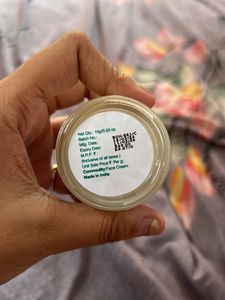 Net Qty.: 15g/0.53 oz
Batch No.:
Mfg. Date:
Expiry Date:
M.R.P. ₹ :
(Inclusive of all taxes )
Unit Sale Price ₹ Per g
Commodity: Face Cream
Made in India